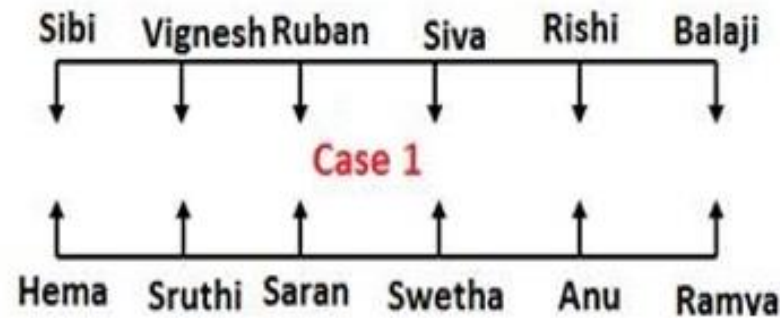 Sibi Vignesh Ruban Siva Rishi Balaji
Case 1
Hema Sruthi Saran Swetha Anu Ramya